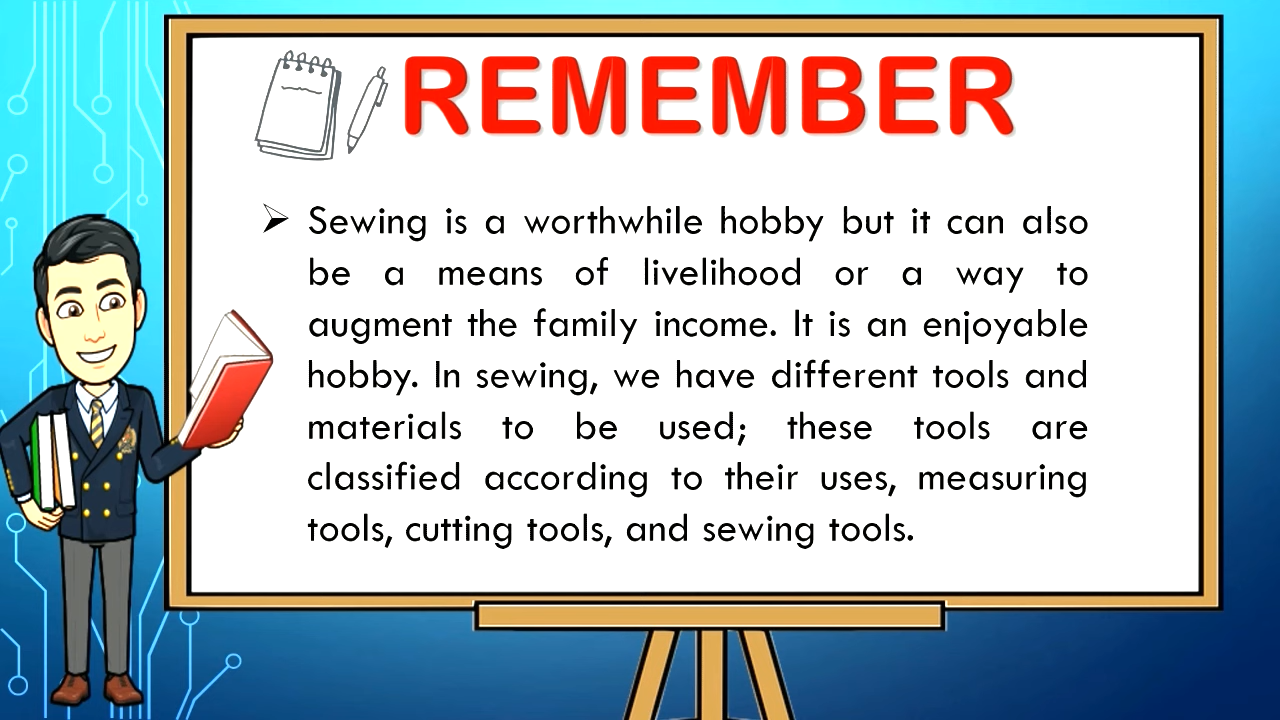 REMEMBER
➢ Sewing is a worthwhile hobby but it can also
be a means of livelihood or a way to
augment the family income. It is an enjoyable
hobby. In sewing, we have different tools and
materials to be used; these tools are
classified according to their uses, measuring
tools, cutting tools, and sewing tools.